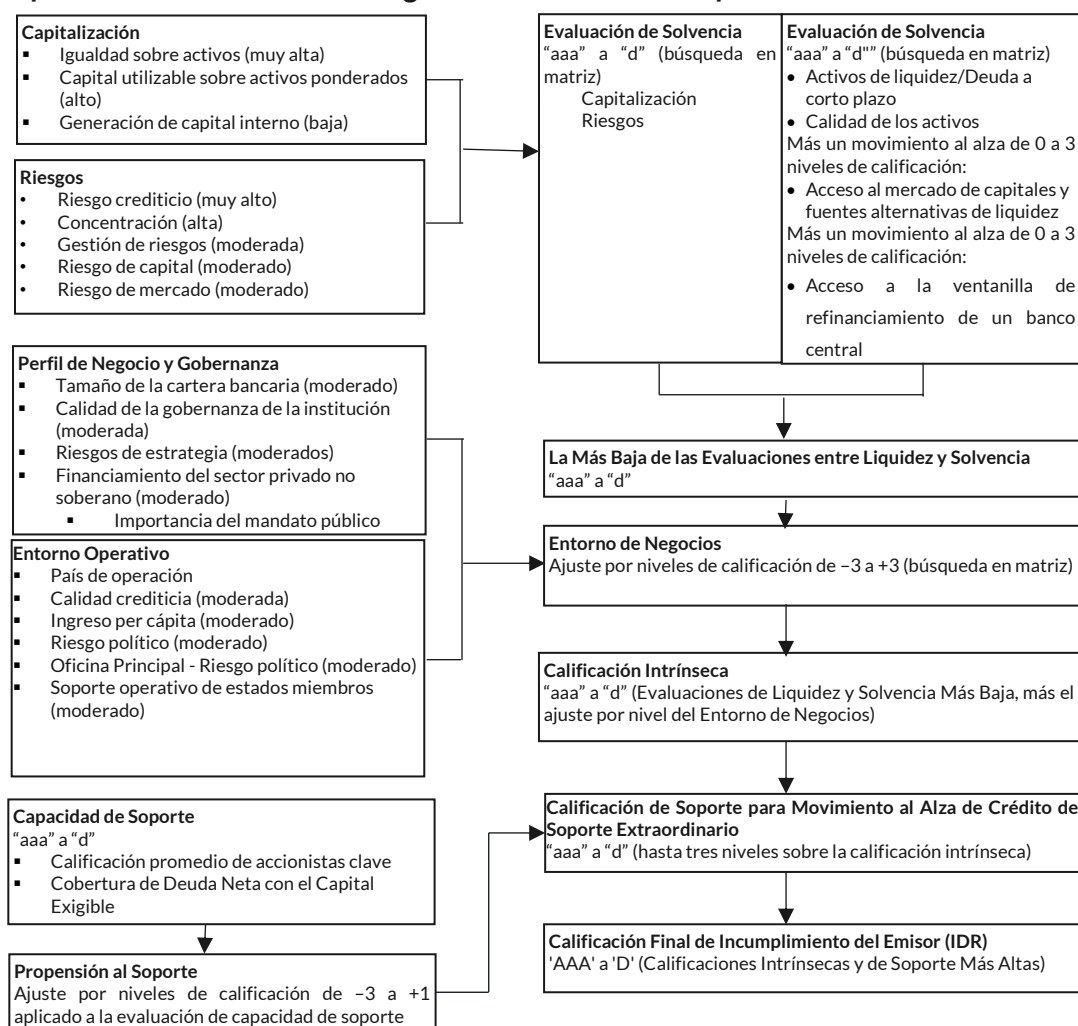 Capitalización
▪ Igualdad sobre activos (muy alta)
▪ Capital utilizable sobre activos ponderados
(alto)
▪ Generación de capital interno (baja)
Riesgos
• Riesgo crediticio (muy alto)
• Concentración (alta)
• Gestión de riesgos (moderada)
• Riesgo de capital (moderado)
• Riesgo de mercado (moderado)
Evaluación de Solvencia
“aaa” a “d” (búsqueda en
matriz)
Capitalización
Riesgos
Evaluación de Solvencia
“aaa” a “d"” (búsqueda en matriz)
• Activos de liquidez/Deuda a
corto plazo
• Calidad de los activos
Más un movimiento al alza de 0 a 3
niveles de calificación:
• Acceso al mercado de capitales y
fuentes alternativas de liquidez
Más un movimiento al alza de 0 a 3
niveles de calificación:
• Acceso a la ventanilla de
refinanciamiento de un banco
central
Perfil de Negocio y Gobernanza
▪ Tamaño de la cartera bancaria (moderado)
▪ Calidad de la gobernanza de la institución
(moderada)
▪ Riesgos de estrategia (moderados)
▪ Financiamiento del sector privado no
soberano (moderado)
▪ Importancia del mandato público
Entorno Operativo
▪ País de operación
▪ Calidad crediticia (moderada)
▪ Ingreso per cápita (moderado)
▪ Riesgo político (moderado)
▪ Oficina Principal - Riesgo político (moderado)
▪ Soporte operativo de estados miembros
(moderado)
La Más Baja de las Evaluaciones entre Liquidez y Solvencia
“aaa” a “d”
Entorno de Negocios
Ajuste por niveles de calificación de –3 a +3 (búsqueda en matriz)
Calificación Intrínseca
“aaa” a “d” (Evaluaciones de Liquidez y Solvencia Más Baja, más el
ajuste por nivel del Entorno de Negocios)
Capacidad de Soporte
“aaa” a “d”
▪ Calificación promedio de accionistas clave
▪ Cobertura de Deuda Neta con el Capital
Exigible
Propensión al Soporte
Ajuste por niveles de calificación de –3 a +1
aplicado a la evaluación de capacidad de soporte
Calificación de Soporte para Movimiento al Alza de Crédito de
Soporte Extraordinario
“aaa” a “d” (hasta tres niveles sobre la calificación intrínseca)
Calificación Final de Incumplimiento del Emisor (IDR)
'AAA' a 'D' (Calificaciones Intrínsecas y de Soporte Más Altas)